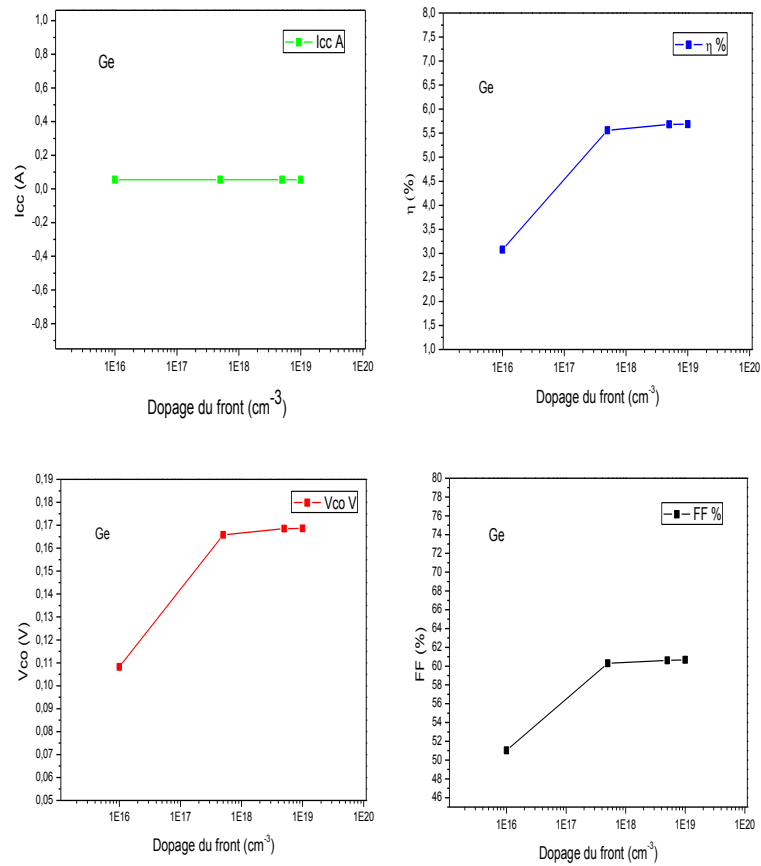 Icc A
Ge
Icc (A)
1,0
0,8
0,6
0,4
0,2
0,0
-0,2
-0,4
-0,6
-0,8
1E16 1E17 1E18 1E19 1E20
Dopage du front (cm⁻³)
η %
Ge
η (%)
8,0
7,5
7,0
6,5
6,0
5,5
5,0
4,5
4,0
3,5
3,0
2,5
2,0
1,5
1,0
1E16 1E17 1E18 1E19 1E20
Dopage du front (cm⁻³)
Vco V
Ge
Vco (V)
0,19
0,18
0,17
0,16
0,15
0,14
0,13
0,12
0,11
0,10
0,09
0,08
0,07
0,06
0,05
1E16 1E17 1E18 1E19 1E20
Dopage du front (cm⁻³)
FF %
Ge
FF (%)
80
78
76
74
72
70
68
66
64
62
60
58
56
54
52
50
48
46
1E16 1E17 1E18 1E19 1E20
Dopage du front (cm⁻³)